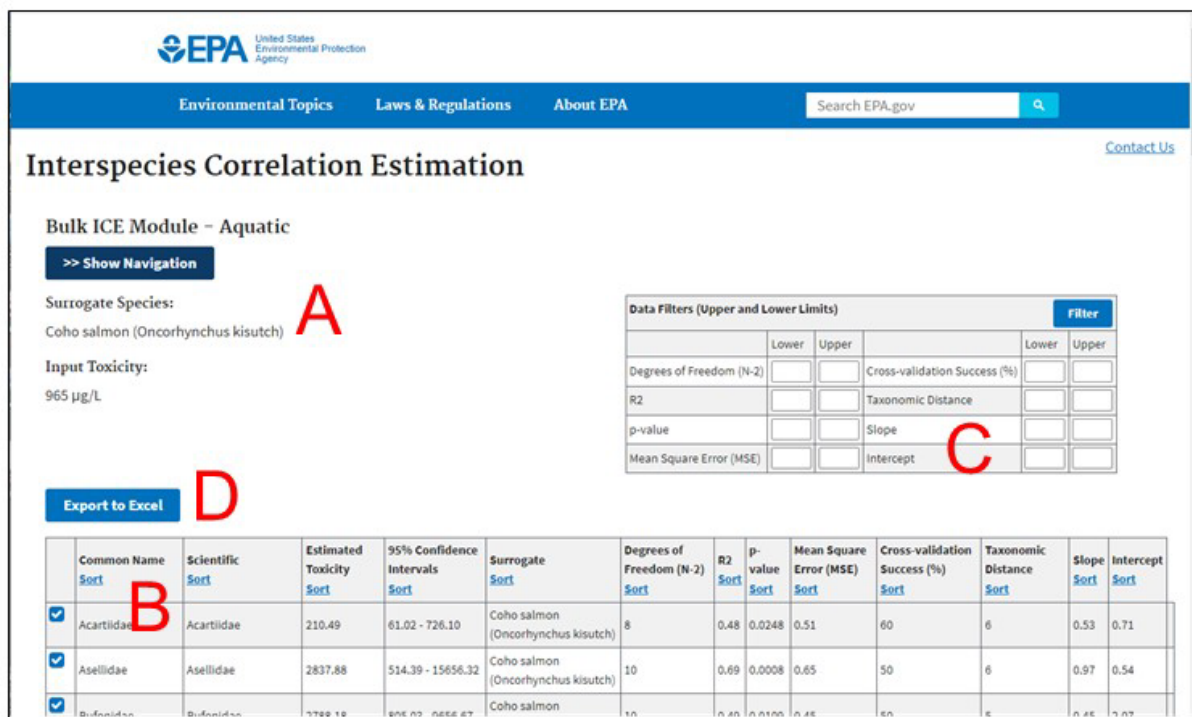 EPA United States
Environmental Protection
Agency
Environmental Topics Laws & Regulations About EPA Search EPA.gov
Contact Us
Interspecies Correlation Estimation
Bulk ICE Module - Aquatic
>> Show Navigation
A
Surrogate Species:
Coho salmon (Oncorhynchus kisutch)
Input Toxicity:
965 µg/L
Data Filters (Upper and Lower Limits) Filter
Lower Upper Lower Upper
Degrees of Freedom (N-2) Cross-validation Success (%)
R2 Taxonomic Distance
p-value Slope
C
Mean Square Error (MSE) Intercept
D
Export to Excel
Common Name Sort Scientific Sort Estimated Toxicity Sort 95% Confidence Intervals Sort Surrogate Sort Degrees of Freedom (N-2) Sort R2 Sort p-value Sort Mean Square Error (MSE) Sort Cross-validation Success (%) Sort Taxonomic Distance Sort Slope Sort Intercept Sort
B
Acartiidae Acartiidae 210.49 61.02 - 726.10 Coho salmon (Oncorhynchus kisutch) 8 0.48 0.0248 0.51 60 6 0.53 0.71
Asellidae Asellidae 2837.88 514.39 - 15656.32 Coho salmon (Oncorhynchus kisutch) 10 0.69 0.0008 0.65 50 6 0.97 0.54
Coho salmon